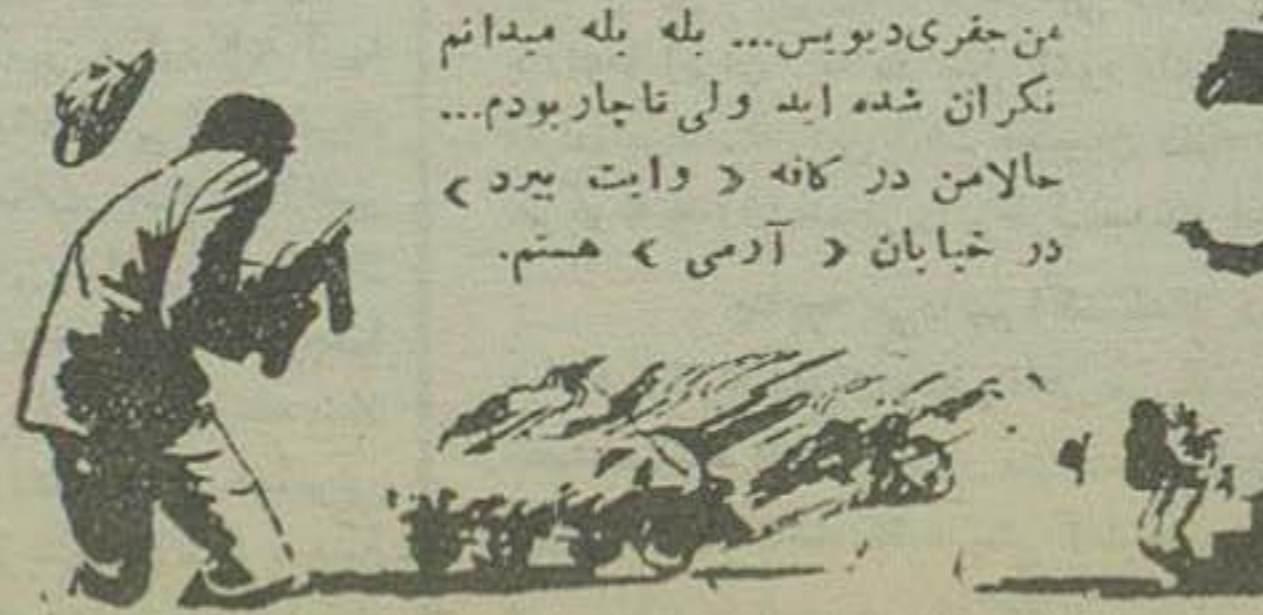 من جفری دیویس... بله بله میدانم
نگران شده اید ولی ناچار بودم...
حالا من در کافه « وایت بیرد »
در خیابان « آرمی » هستم.